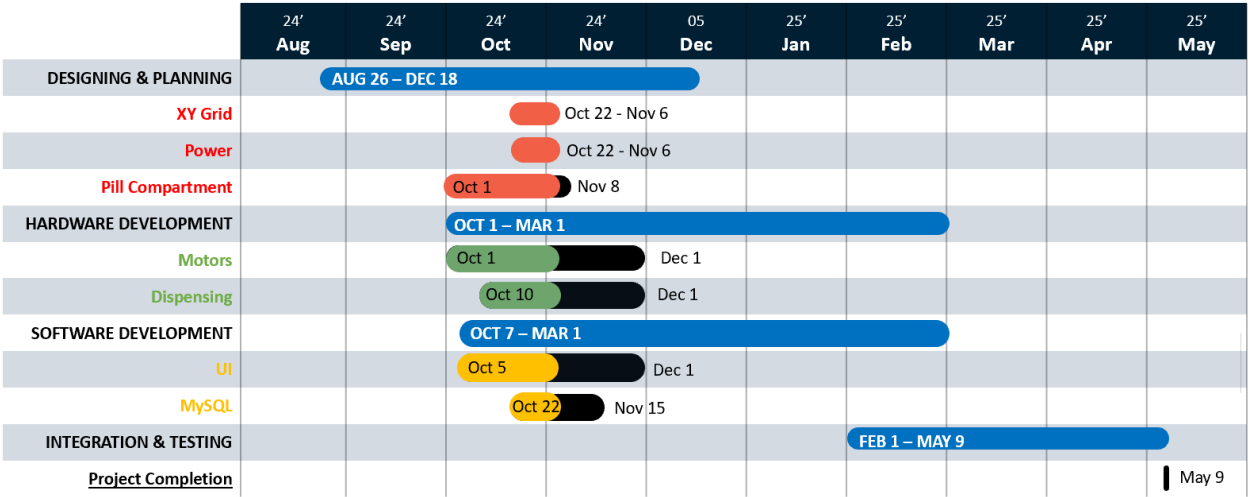 24’ 24’ 24’ 24’ 05 25’ 25’ 25’ 25’ 25’
Aug Sep Oct Nov Dec Jan Feb Mar Apr May
DESIGNING & PLANNING AUG 26 – DEC 18
XY Grid Oct 22 - Nov 6
Power Oct 22 - Nov 6
Pill Compartment Oct 1 Nov 8
HARDWARE DEVELOPMENT OCT 1 – MAR 1
Motors Oct 1 Dec 1
Dispensing Oct 10 Dec 1
SOFTWARE DEVELOPMENT OCT 7 – MAR 1
UI Oct 5 Dec 1
MySQL Oct 22 Nov 15
INTEGRATION & TESTING FEB 1 – MAY 9
Project Completion May 9